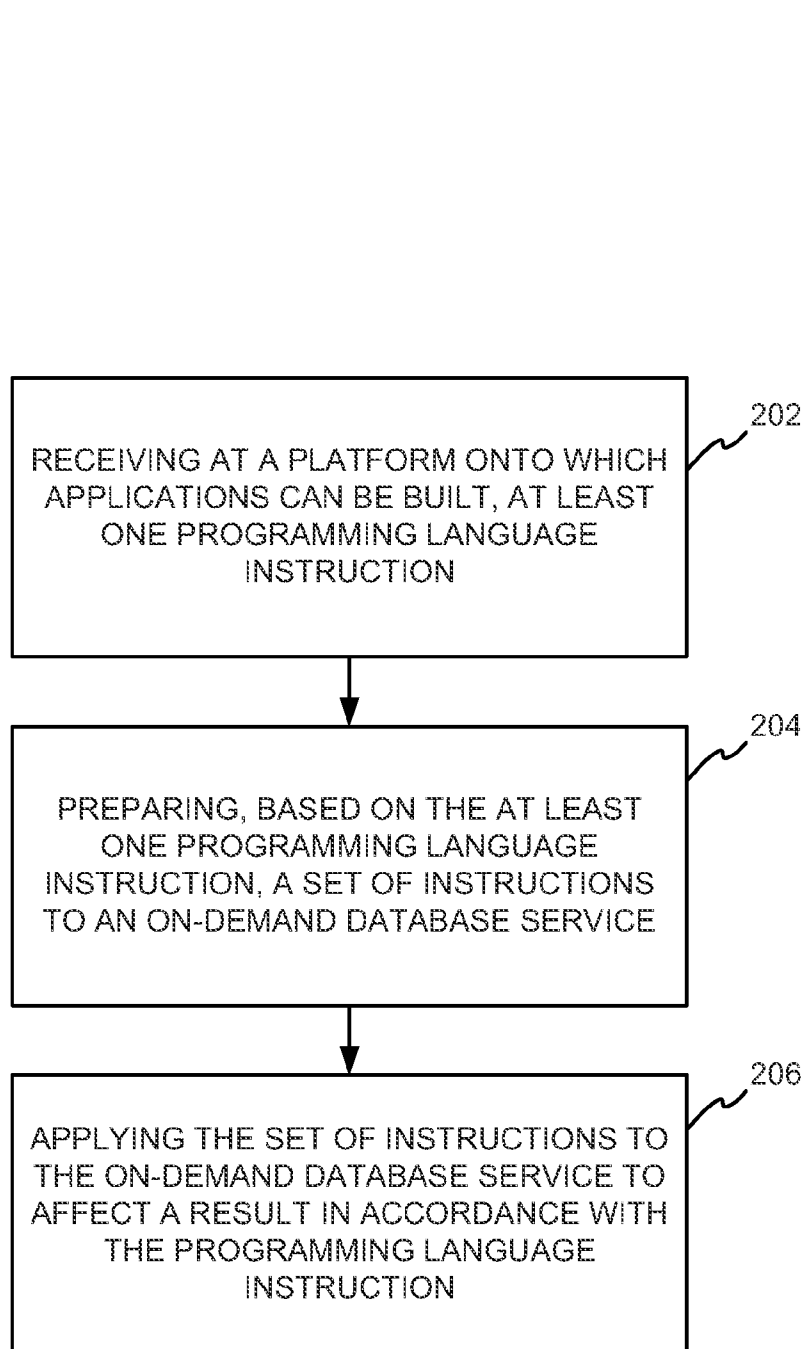 202
RECEIVING AT A PLATFORM ONTO WHICH
APPLICATIONS CAN BE BUILT, AT LEAST
ONE PROGRAMMING LANGUAGE
INSTRUCTION
204
PREPARING, BASED ON THE AT LEAST
ONE PROGRAMMING LANGUAGE
INSTRUCTION, A SET OF INSTRUCTIONS
TO AN ON-DEMAND DATABASE SERVICE
206
APPLYING THE SET OF INSTRUCTIONS TO
THE ON-DEMAND DATABASE SERVICE TO
AFFECT A RESULT IN ACCORDANCE WITH
THE PROGRAMMING LANGUAGE
INSTRUCTION